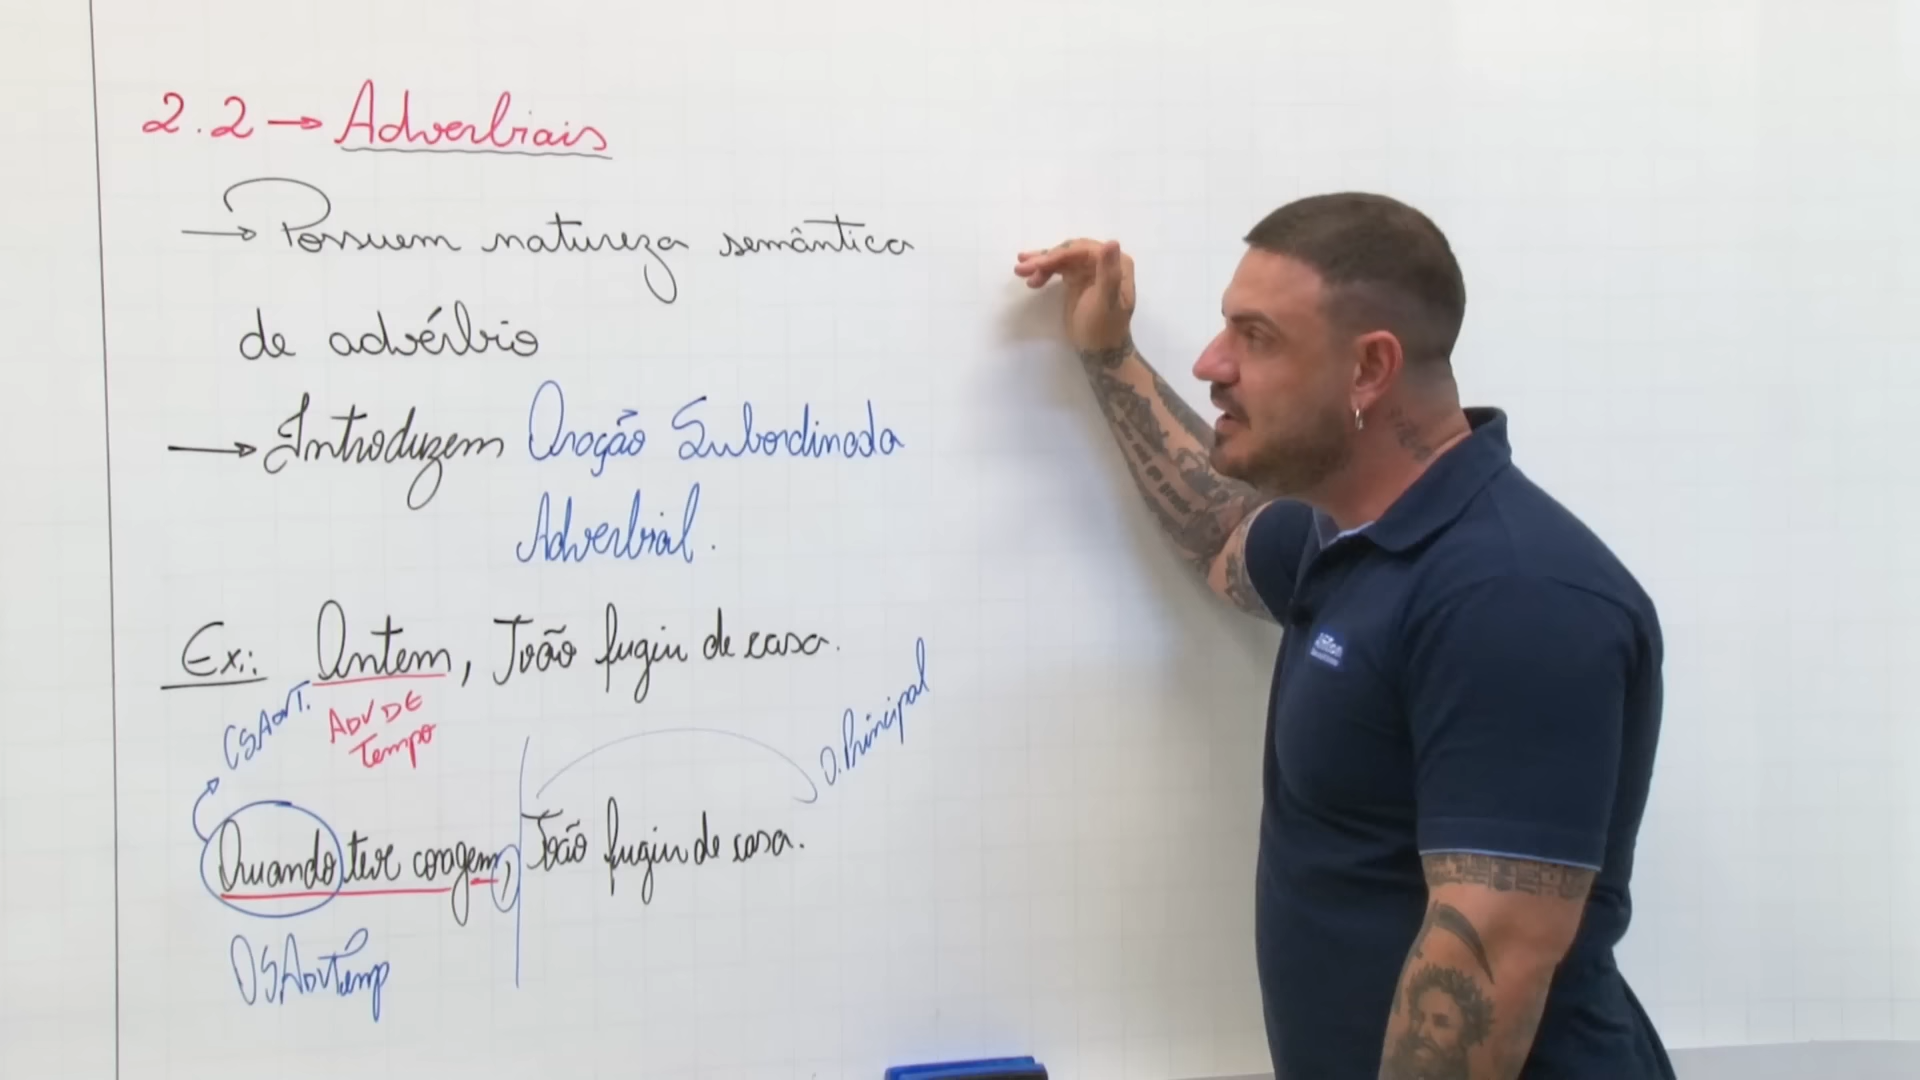 2.2 → Adverbiais
→ Possuem natureza semântica
de advérbio
→ Introduzem Oração Subordinada
Adverbial.
Ex.: Ontem, João fugiu de casa.
CSAdvT.
ADV DE
Tempo
O. Principal
Quando teve coragem, João fugiu de casa.
OSAdvTemp